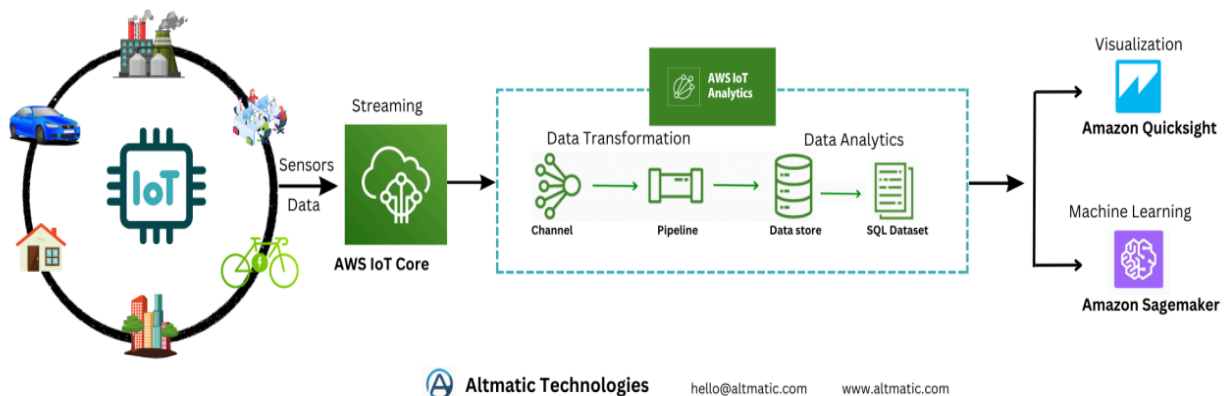 IoT
Sensors
Data
Streaming
AWS IoT Core
AWS IoT
Analytics
Data Transformation
Data Analytics
Channel
Pipeline
Data store
SQL Dataset
Visualization
Amazon Quicksight
Machine Learning
Amazon Sagemaker
Altmatic Technologies
hello@altmatic.com
www.altmatic.com